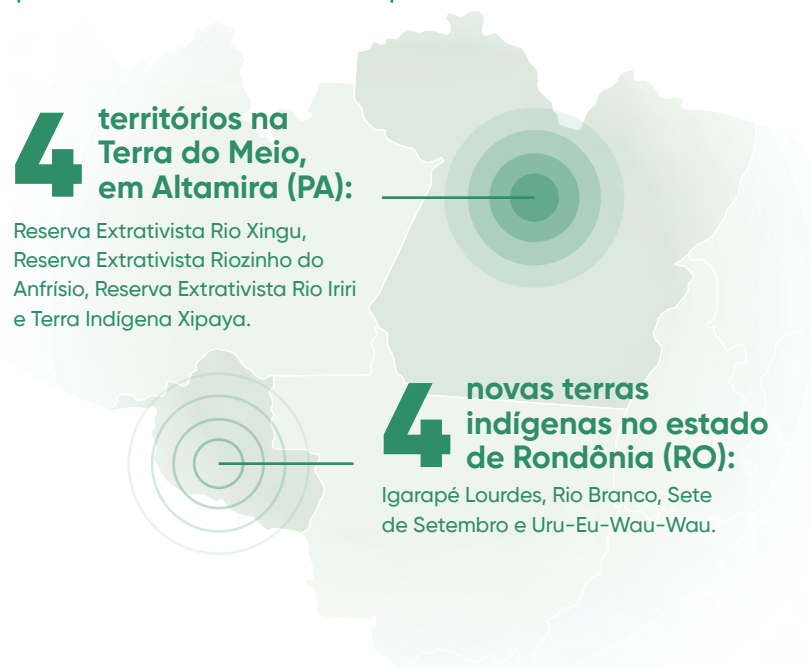 4
territórios na
Terra do Meio,
em Altamira (PA):
Reserva Extrativista Rio Xingu,
Reserva Extrativista Riozinho do
Anfrísio, Reserva Extrativista Rio Iriri
e Terra Indígena Xipaya.
4
novas terras
indígenas no estado
de Rondônia (RO):
Igarapé Lourdes, Rio Branco, Sete
de Setembro e Uru-Eu-Wau-Wau.